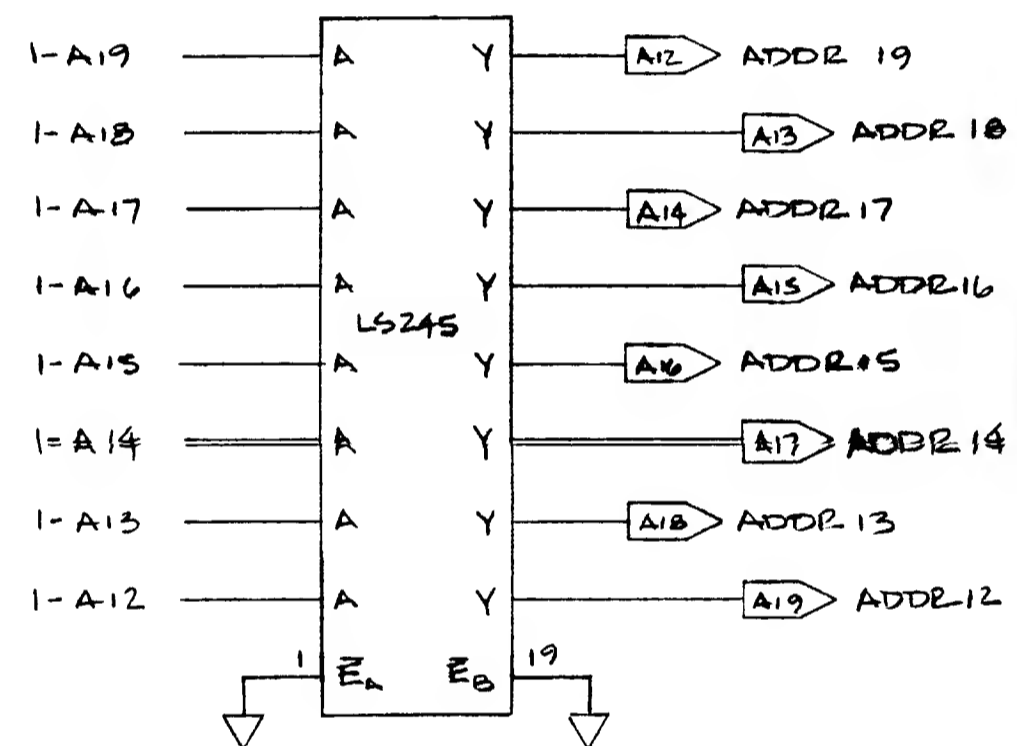 1-A19 A Y A12 ADDR 19
1-A18 A Y A13 ADDR 18
1-A17 A Y A14 ADDR 17
1-A16 A Y A15 ADDR 16
LS245
1-A15 A Y A16 ADDR 15
1-A14 A Y A17 ADDR 14
1-A13 A Y A18 ADDR 13
1-A12 A Y A19 ADDR 12
1 E̅A E̅B 19